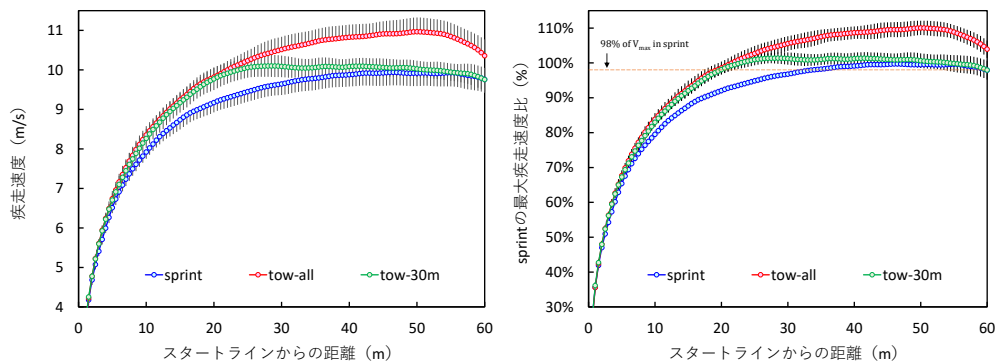 疾走速度（m/s）
11
10
9
8
7
6
5
4
sprint tow-all tow-30m
0 10 20 30 40 50 60
スタートラインからの距離（m）
sprintの最大疾走速度比（%）
110%
100%
90%
80%
70%
60%
50%
40%
30%
98% of Vmax in sprint
sprint tow-all tow-30m
0 10 20 30 40 50 60
スタートラインからの距離（m）